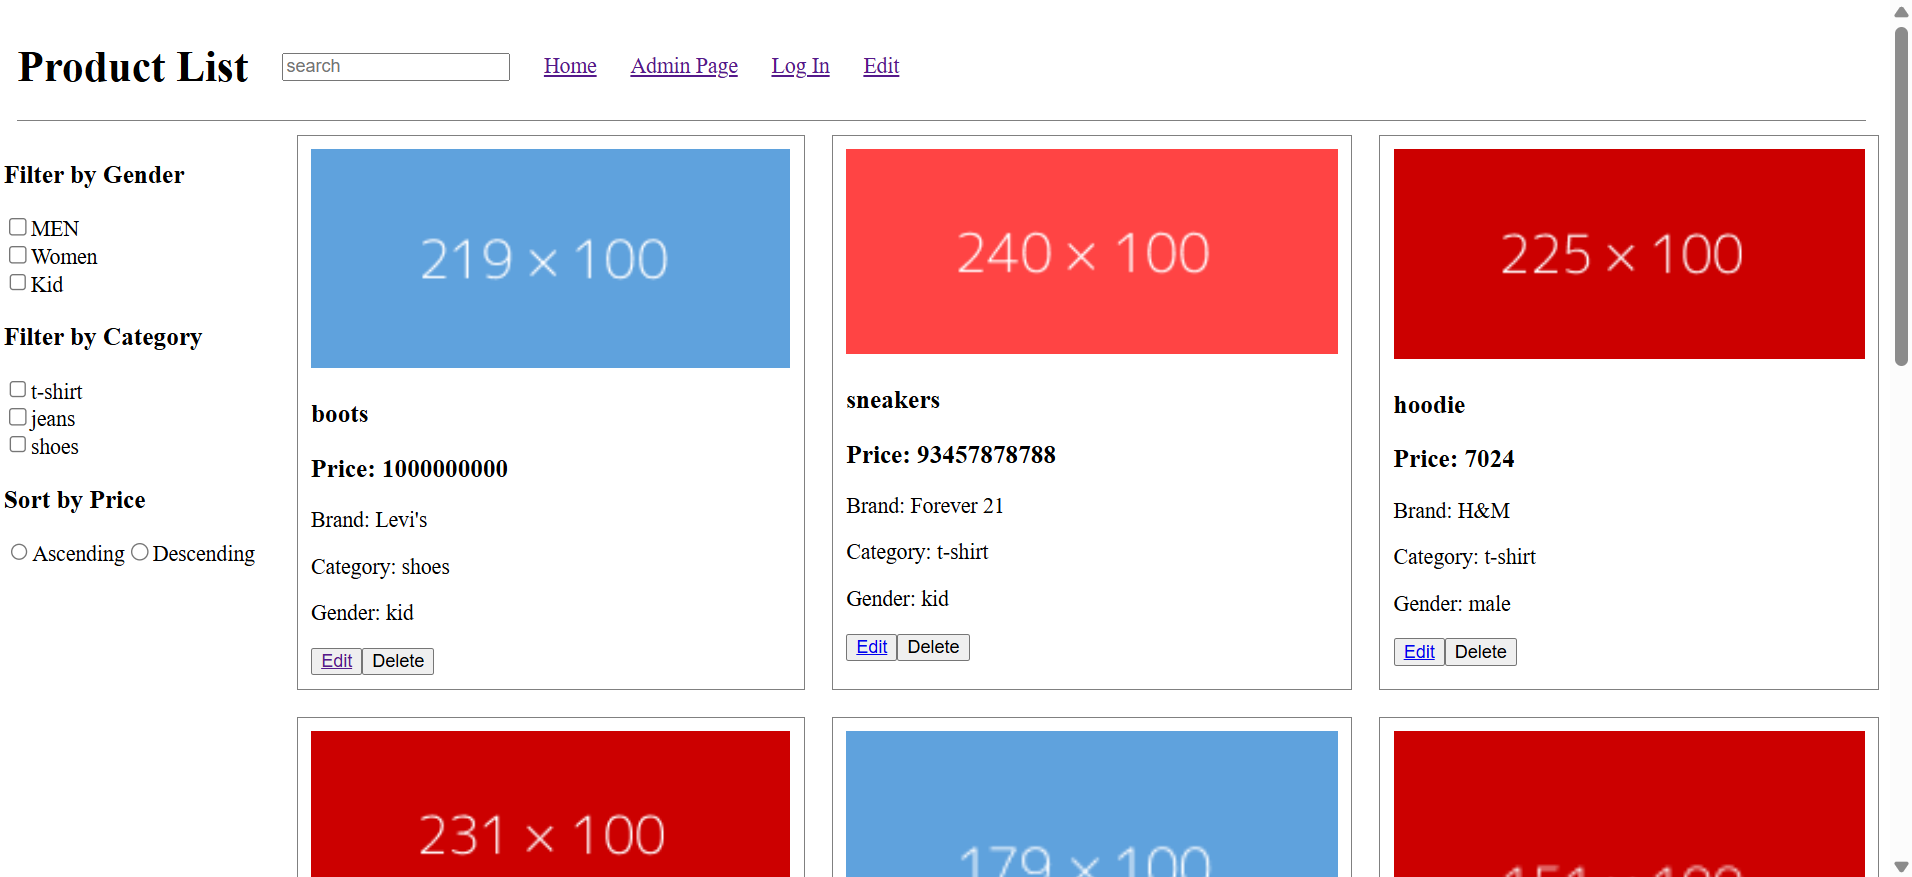 Product List
search
Home
Admin Page
Log In
Edit
Filter by Gender
MEN
Women
Kid
Filter by Category
t-shirt
jeans
shoes
Sort by Price
Ascending Descending
219 × 100
boots
Price: 1000000000
Brand: Levi's
Category: shoes
Gender: kid
Edit Delete
240 × 100
sneakers
Price: 93457878788
Brand: Forever 21
Category: t-shirt
Gender: kid
Edit Delete
225 × 100
hoodie
Price: 7024
Brand: H&M
Category: t-shirt
Gender: male
Edit Delete
231 × 100
179 × 100